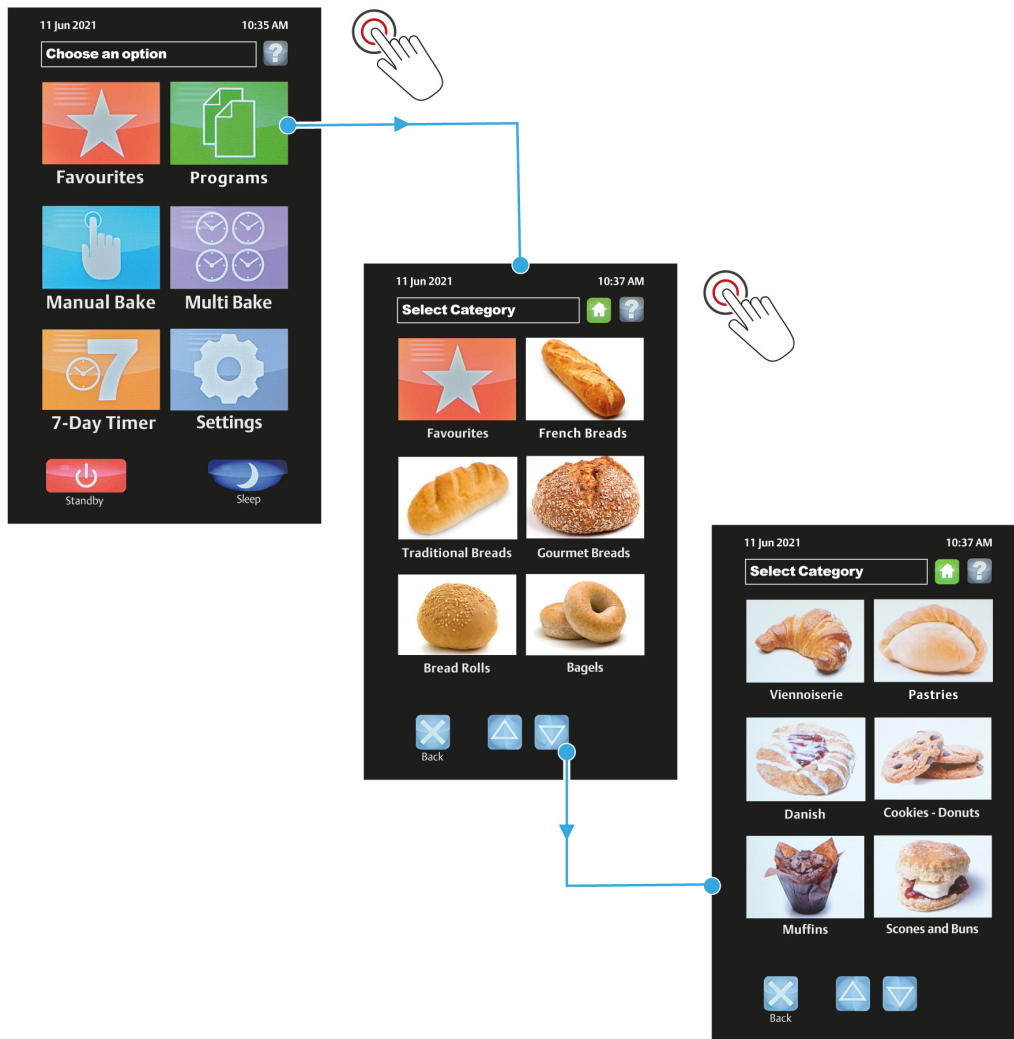 11 Jun 2021 10:35 AM
Choose an option ?
Favourites Programs
Manual Bake Multi Bake
7
7-Day Timer Settings
Standby Sleep
11 Jun 2021 10:37 AM
Select Category ?
Favourites French Breads
Traditional Breads Gourmet Breads
Bread Rolls Bagels
Back
11 Jun 2021 10:37 AM
Select Category ?
Viennoiserie Pastries
Danish Cookies - Donuts
Muffins Scones and Buns
Back